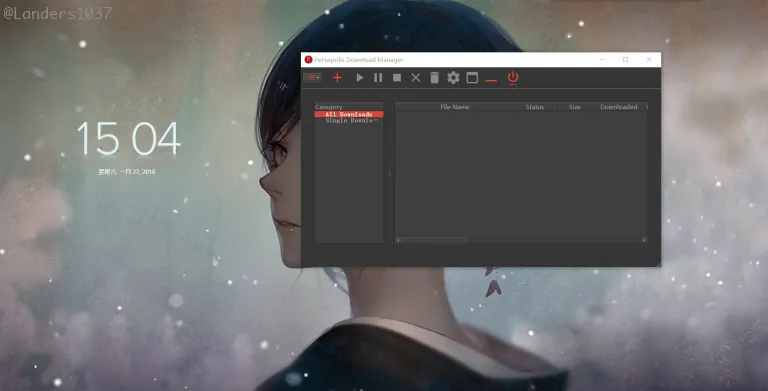 @Landers1037
Persepolis Download Manager
Category
All Downloads
Single Downlo
File Name Status Size Downloaded
15 04
星期六, 一月 27, 2018